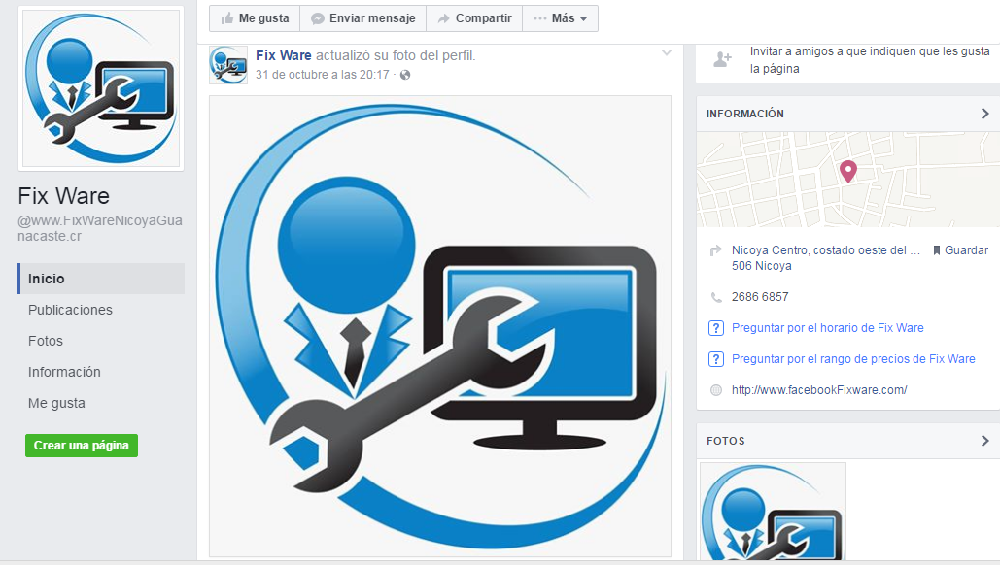 Me gusta
Enviar mensaje
Compartir
Más
Fix Ware
@www.FixWareNicoyaGua
nacaste.cr
Inicio
Publicaciones
Fotos
Información
Me gusta
Crear una página
Fix Ware actualizó su foto del perfil.
31 de octubre a las 20:17 ·
Invitar a amigos a que indiquen que les gusta
la página
INFORMACIÓN
Nicoya Centro, costado oeste del ...
Guardar
506 Nicoya
2686 6857
Preguntar por el horario de Fix Ware
Preguntar por el rango de precios de Fix Ware
http://www.facebookFixware.com/
FOTOS